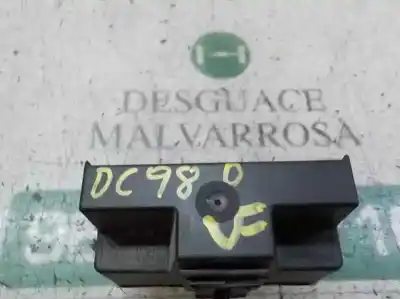 DESGUACE
MALVARROSA
DC98 D
VE